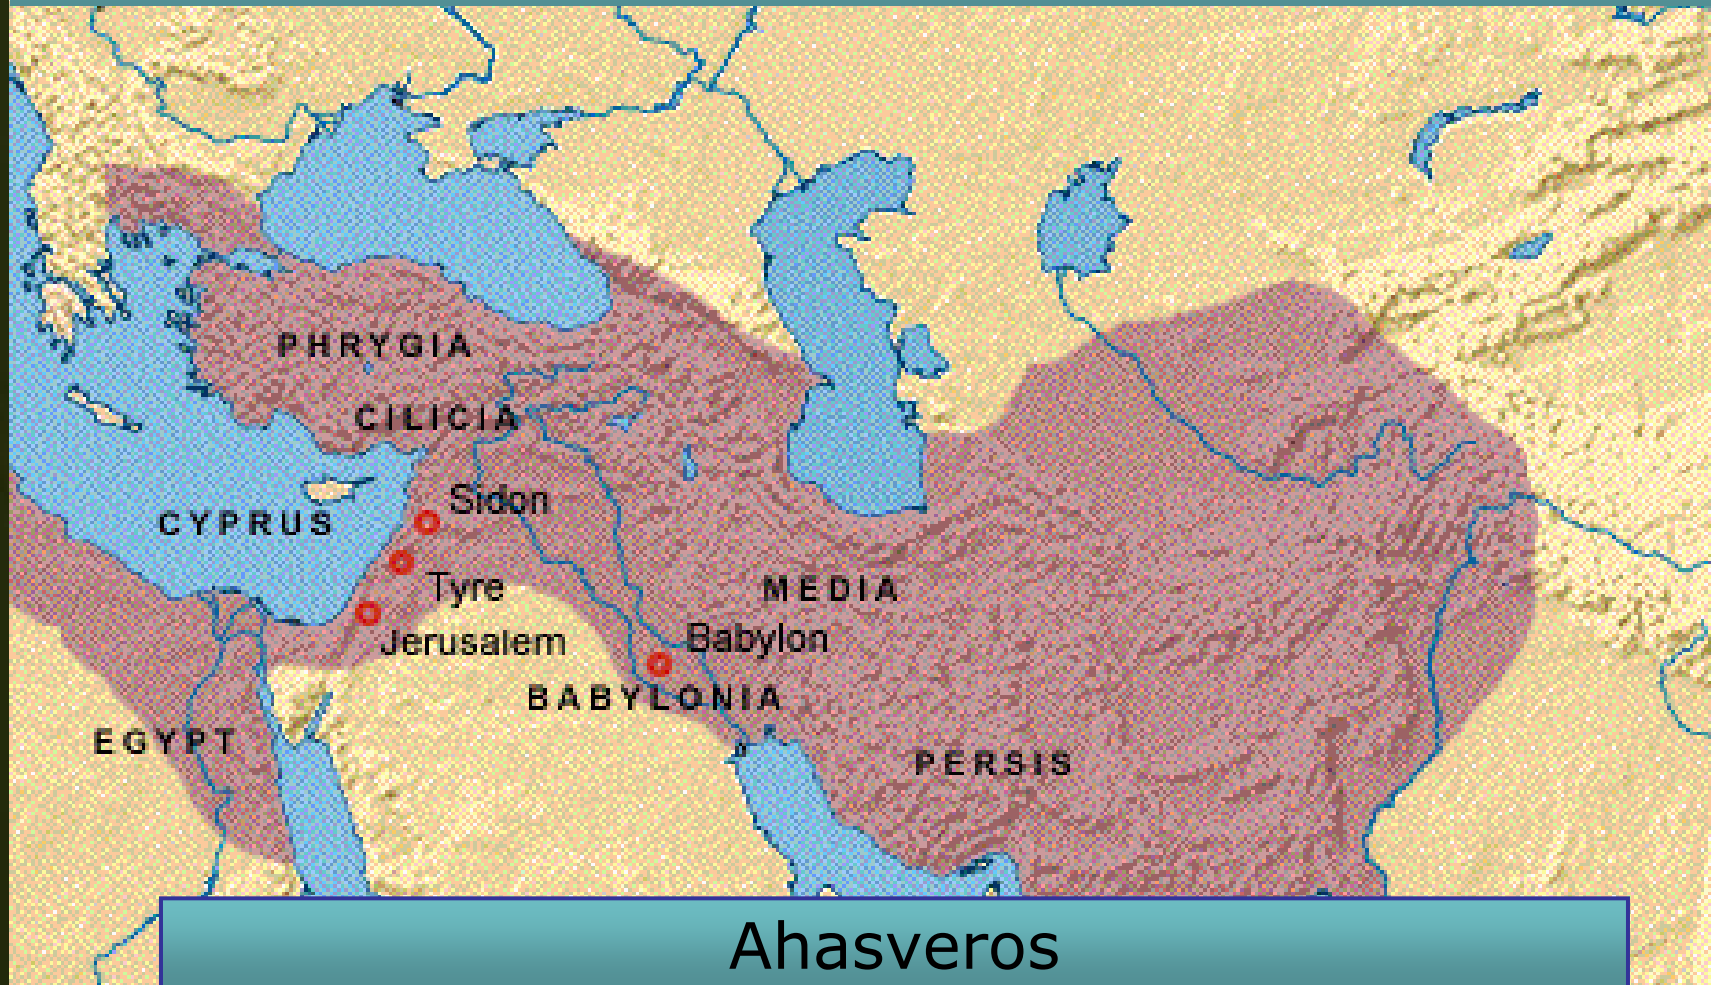 PHRYGIA
CILICIA
Sidon
CYPRUS
Tyre
MEDIA
Jerusalem
Babylon
BABYLONIA
EGYPT
PERSIS
Ahasveros